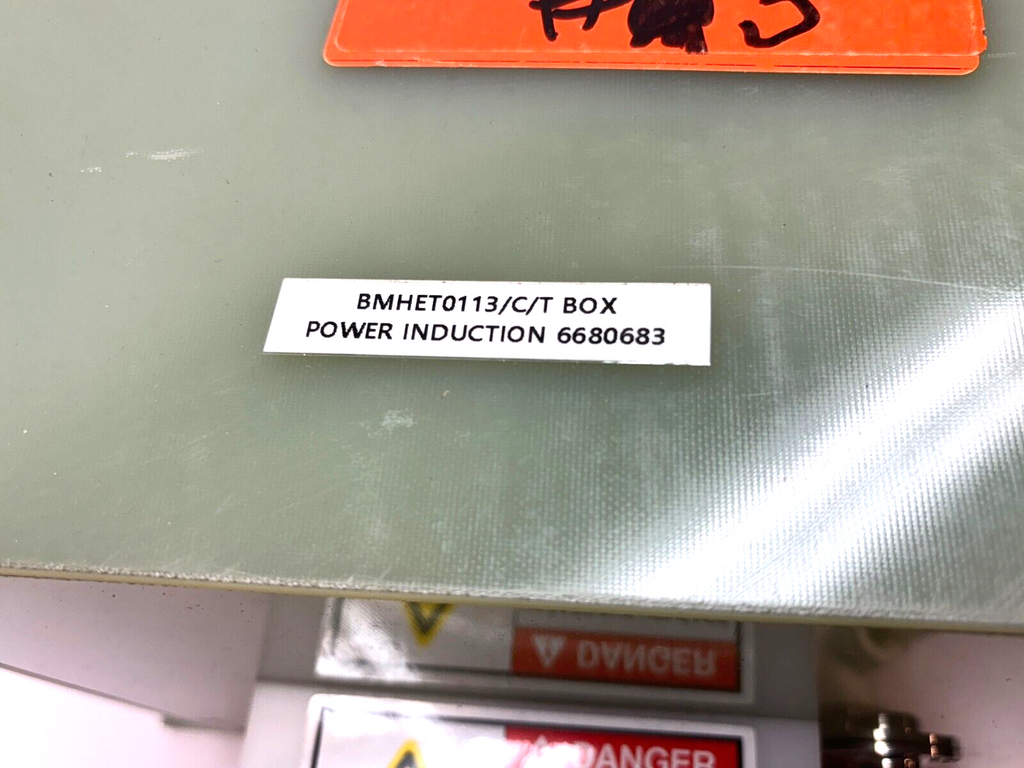 BMHET0113/C/T BOX
POWER INDUCTION 6680683
DANGER
DANGER